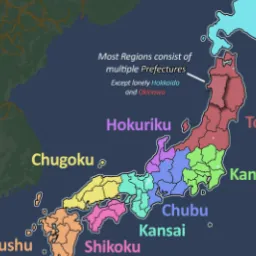 Most Regions consist of
multiple Prefectures
Except lonely Hokkaido
and Okinawa
Hokuriku
To
Chugoku
Kan
Chubu
Kansai
ushu
Shikoku